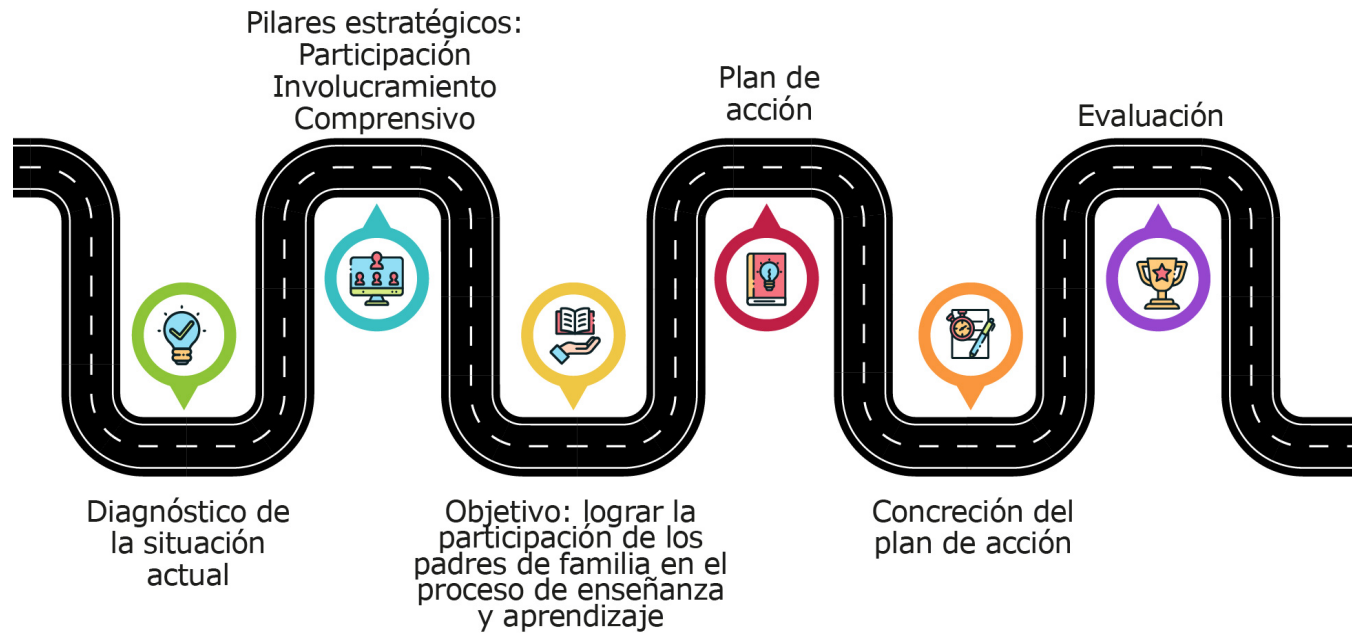 Pilares estratégicos:
Participación
Involucramiento
Comprensivo
Plan de
acción
Evaluación
Diagnóstico de
la situación
actual
Objetivo: lograr la
participación de los
padres de familia en el
proceso de enseñanza
y aprendizaje
Concreción del
plan de acción